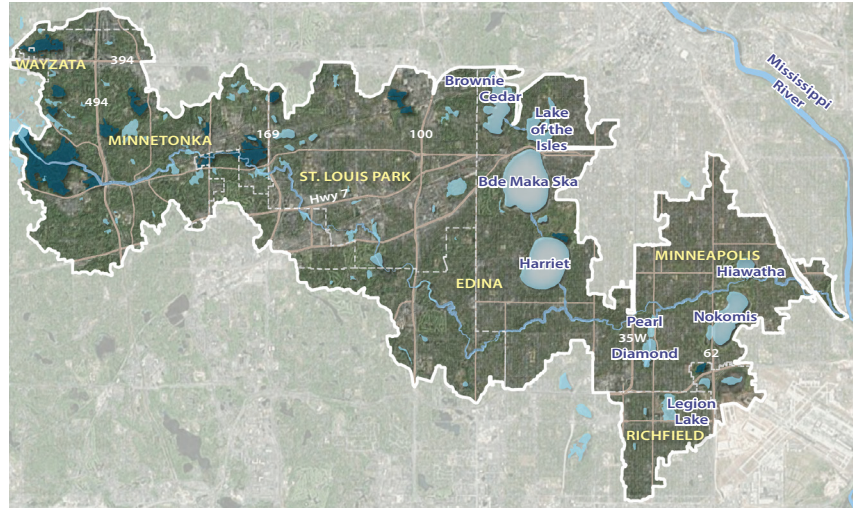 WAYZATA
394
494
MINNETONKA
169
100
ST. LOUIS PARK
Hwy 7
Brownie
Cedar
Lake
of the
Isles
Bde Maka Ska
Harriet
EDINA
Mississippi
River
MINNEAPOLIS
Hiawatha
Nokomis
Pearl
35W
Diamond
62
Legion
Lake
RICHFIELD